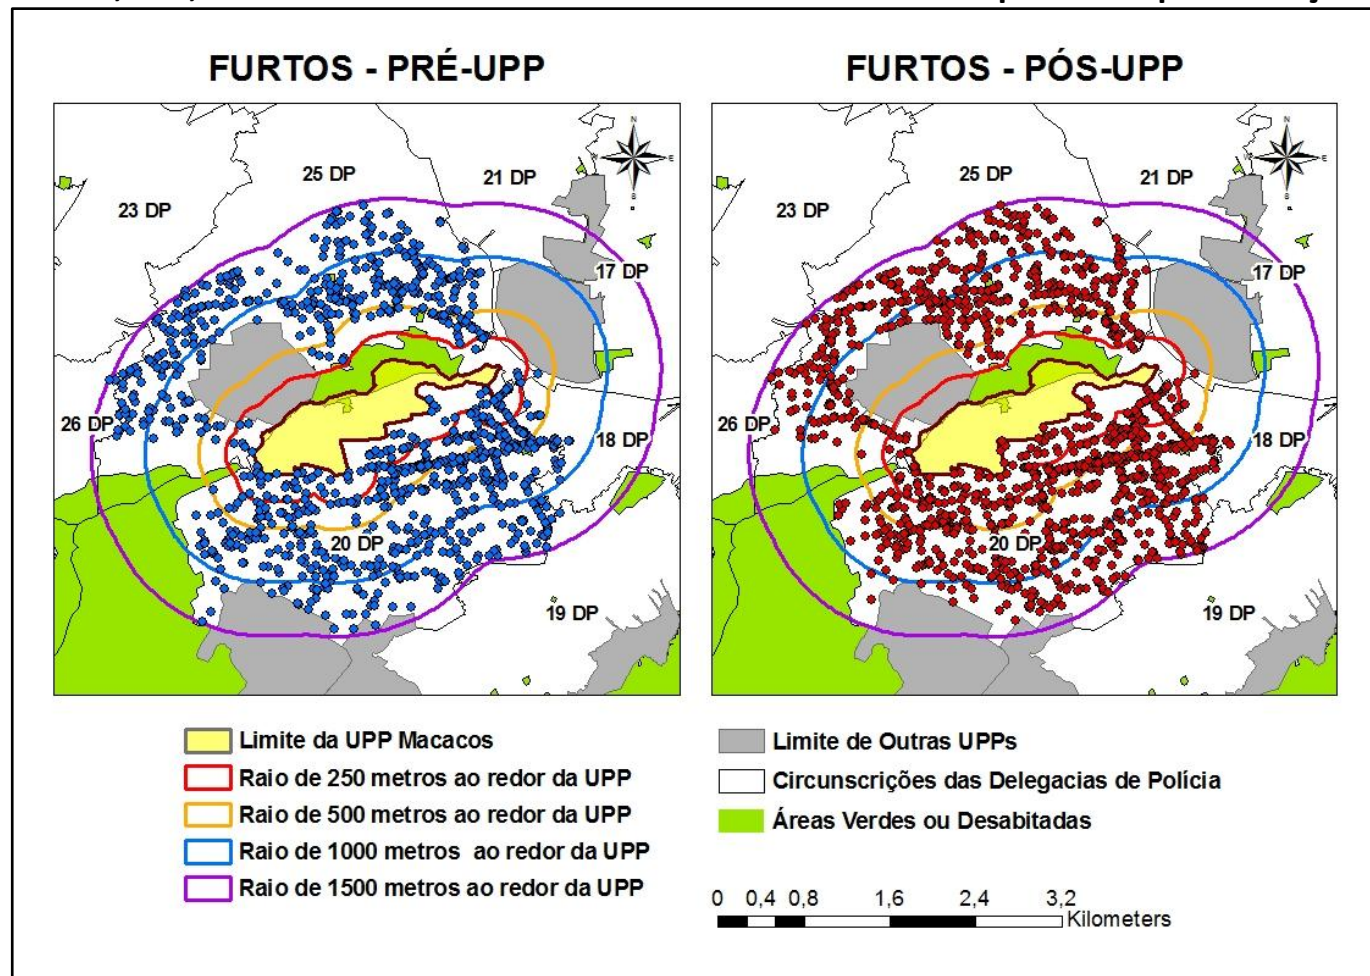 FURTOS - PRÉ-UPP
FURTOS - PÓS-UPP
25 DP
21 DP
23 DP
17 DP
26 DP
18 DP
20 DP
19 DP
N
E
S
25 DP
21 DP
23 DP
17 DP
26 DP
18 DP
20 DP
19 DP
N
E
S
Limite da UPP Macacos
Raio de 250 metros ao redor da UPP
Raio de 500 metros ao redor da UPP
Raio de 1000 metros ao redor da UPP
Raio de 1500 metros ao redor da UPP
Limite de Outras UPPs
Circunscrições das Delegacias de Polícia
Áreas Verdes ou Desabitadas
0 0,4 0,8 1,6 2,4 3,2
Kilometers